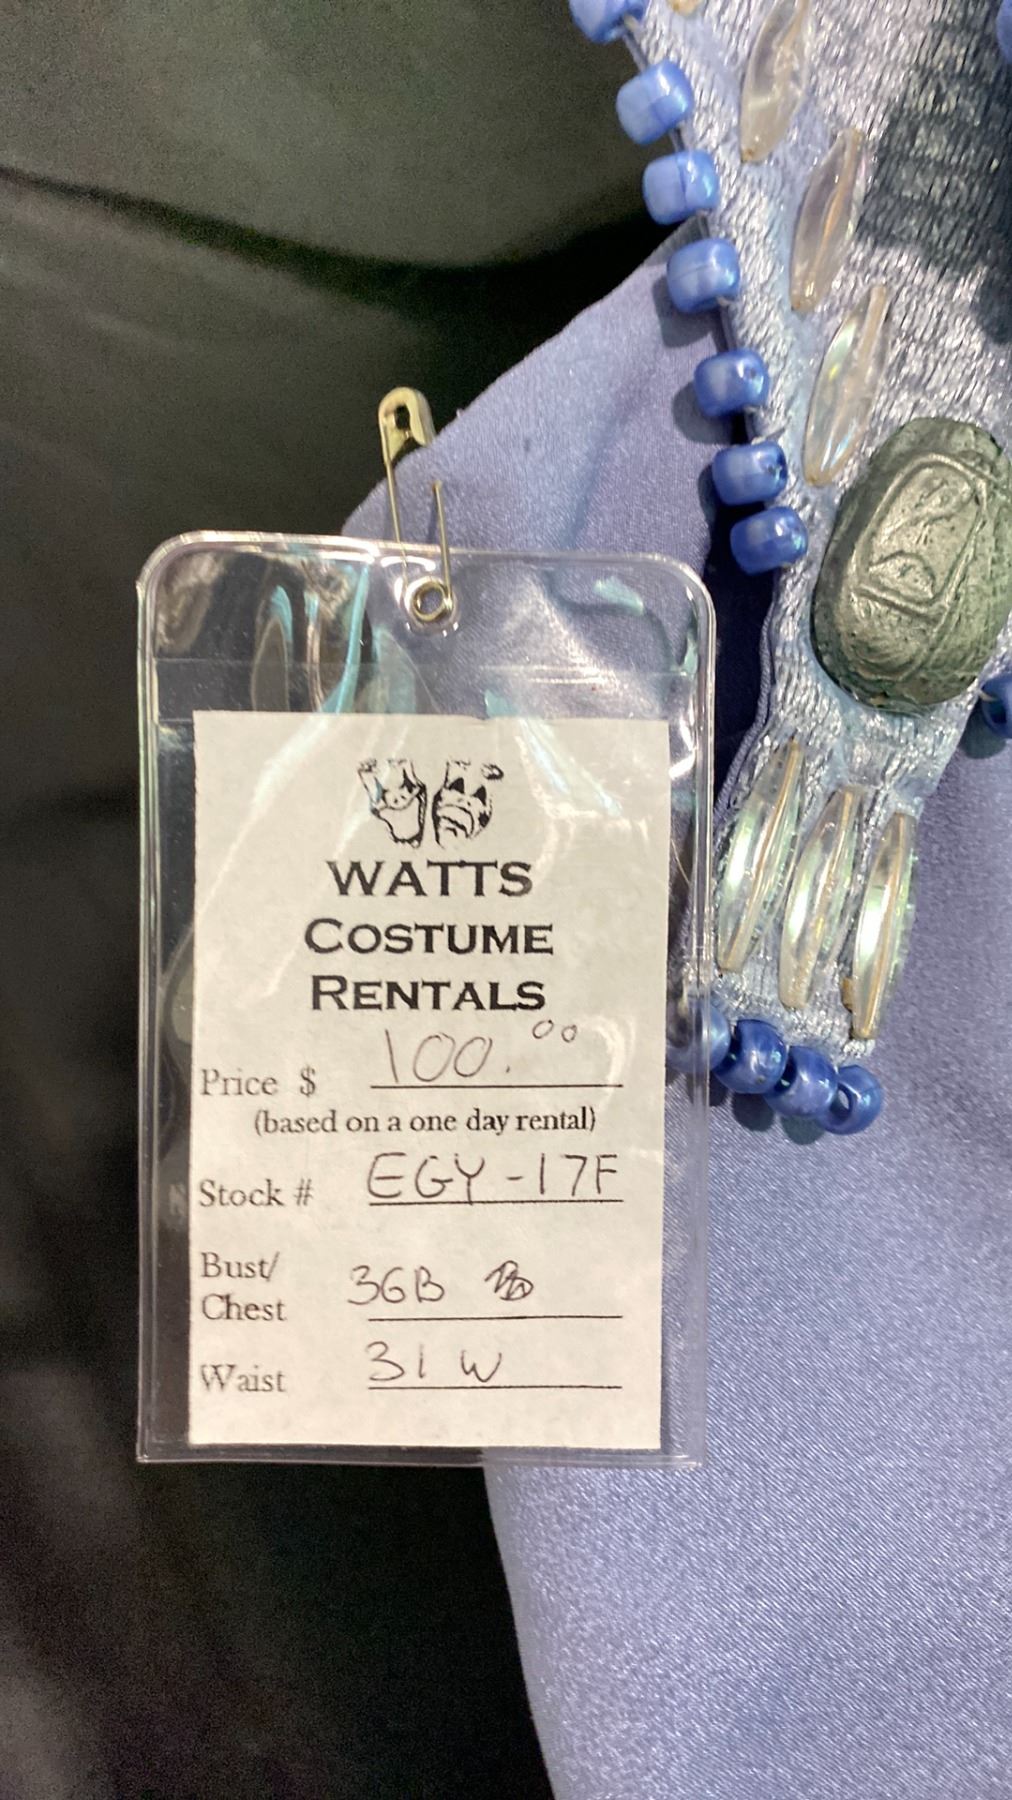 WATTS
COSTUME
RENTALS
Price $ 100.00
(based on a one day rental)
Stock # EGY-17F
Bust/
Chest 36B
Waist 31 W